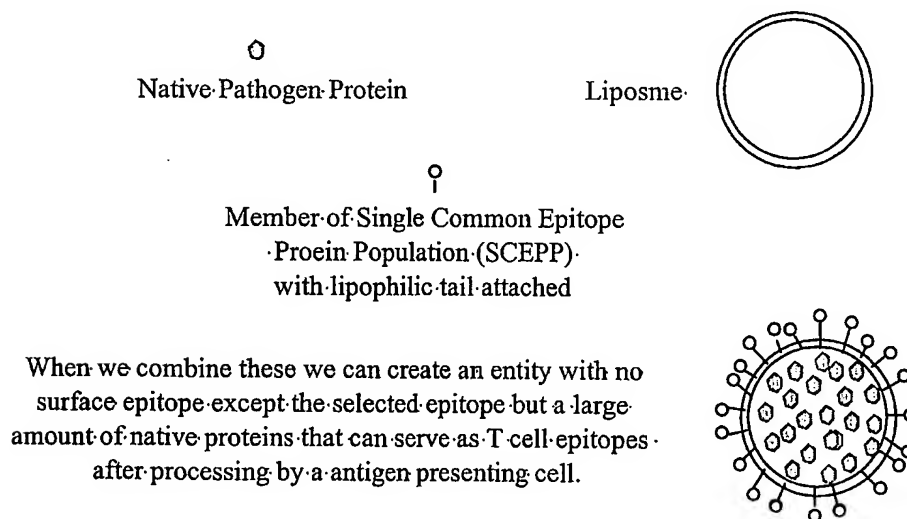 Native Pathogen Protein
Liposme
Member of Single Common Epitope
Proein Population (SCEPP)
with lipophilic tail attached
When we combine these we can create an entity with no
surface epitope except the selected epitope but a large
amount of native proteins that can serve as T cell epitopes
after processing by a antigen presenting cell.